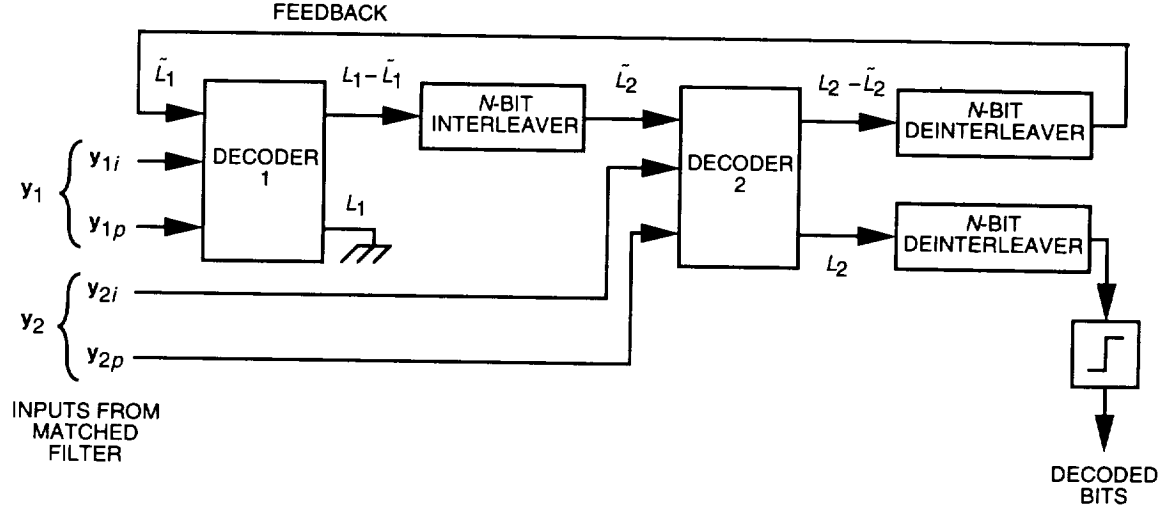 FEEDBACK
L̃1
L1 – L̃1
N-BIT
INTERLEAVER
L̃2
L2 – L̃2
N-BIT
DEINTERLEAVER
DECODER
1
DECODER
2
y1
y1i
y1p
L1
N-BIT
DEINTERLEAVER
L2
y2
y2i
y2p
INPUTS FROM
MATCHED
FILTER
DECODED
BITS